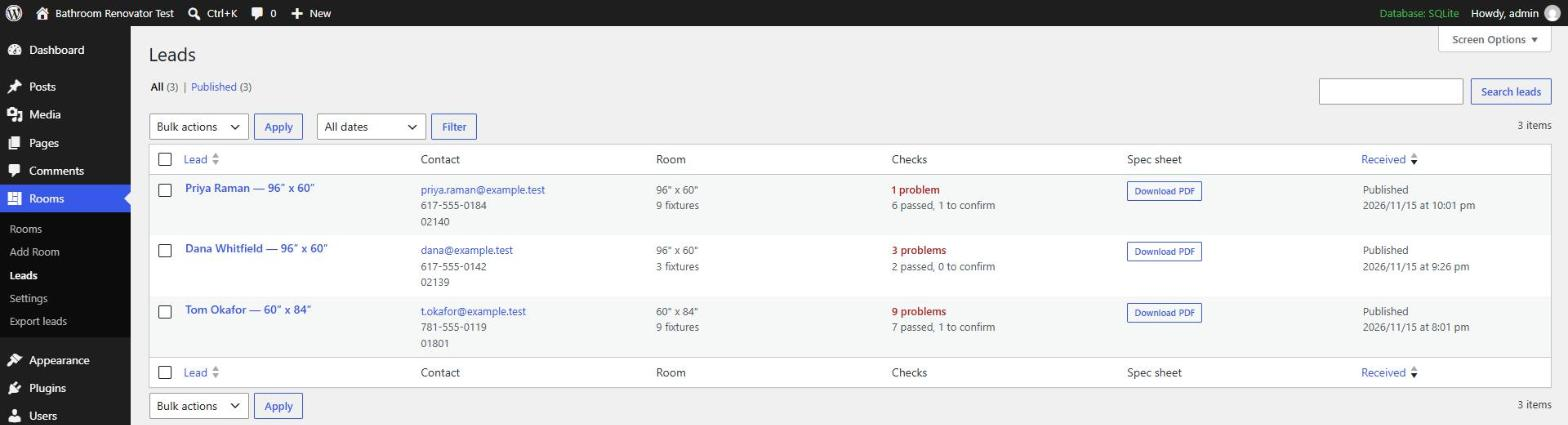 Bathroom Renovator Test Ctrl+K 0 New Database: SQLite Howdy, admin
Dashboard
Posts
Media
Pages
Comments
Rooms
Rooms
Add Room
Leads
Settings
Export leads
Appearance
Plugins
Users
Screen Options
Leads
All (3) | Published (3)
Search leads
Bulk actions Apply All dates Filter 3 items
Lead Contact Room Checks Spec sheet Received
Priya Raman — 96″ x 60″ priya.raman@example.test 96" x 60" 1 problem Download PDF Published
617-555-0184 9 fixtures 6 passed, 1 to confirm 2026/11/15 at 10:01 pm
02140
Dana Whitfield — 96″ x 60″ dana@example.test 96" x 60" 3 problems Download PDF Published
617-555-0142 3 fixtures 2 passed, 0 to confirm 2026/11/15 at 9:26 pm
02139
Tom Okafor — 60″ x 84″ t.okafor@example.test 60" x 84" 9 problems Download PDF Published
781-555-0119 9 fixtures 7 passed, 1 to confirm 2026/11/15 at 8:01 pm
01801
Lead Contact Room Checks Spec sheet Received
Bulk actions Apply 3 items